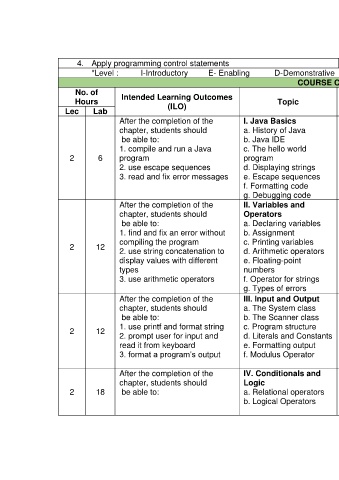 4. Apply programming control statements
*Level : I-Introductory E- Enabling D-Demonstrative
COURSE C
No. of Hours
Intended Learning Outcomes (ILO)
Topic
Lec
Lab
2
6
After the completion of the
chapter, students should
be able to:
1. compile and run a Java
program
2. use escape sequences
3. read and fix error messages
I. Java Basics
a. History of Java
b. Java IDE
c. The hello world
program
d. Displaying strings
e. Escape sequences
f. Formatting code
g. Debugging code
2
12
After the completion of the
chapter, students should
be able to:
1. find and fix an error without
compiling the program
2. use string concatenation to
display values with different
types
3. use arithmetic operators
II. Variables and
Operators
a. Declaring variables
b. Assignment
c. Printing variables
d. Arithmetic operators
e. Floating-point
numbers
f. Operator for strings
g. Types of errors
2
12
After the completion of the
chapter, students should
be able to:
1. use printf and format string
2. prompt user for input and
read it from keyboard
3. format a program's output
III. Input and Output
a. The System class
b. The Scanner class
c. Program structure
d. Literals and Constants
e. Formatting output
f. Modulus Operator
2
18
After the completion of the
chapter, students should
be able to:
IV. Conditionals and
Logic
a. Relational operators
b. Logical Operators